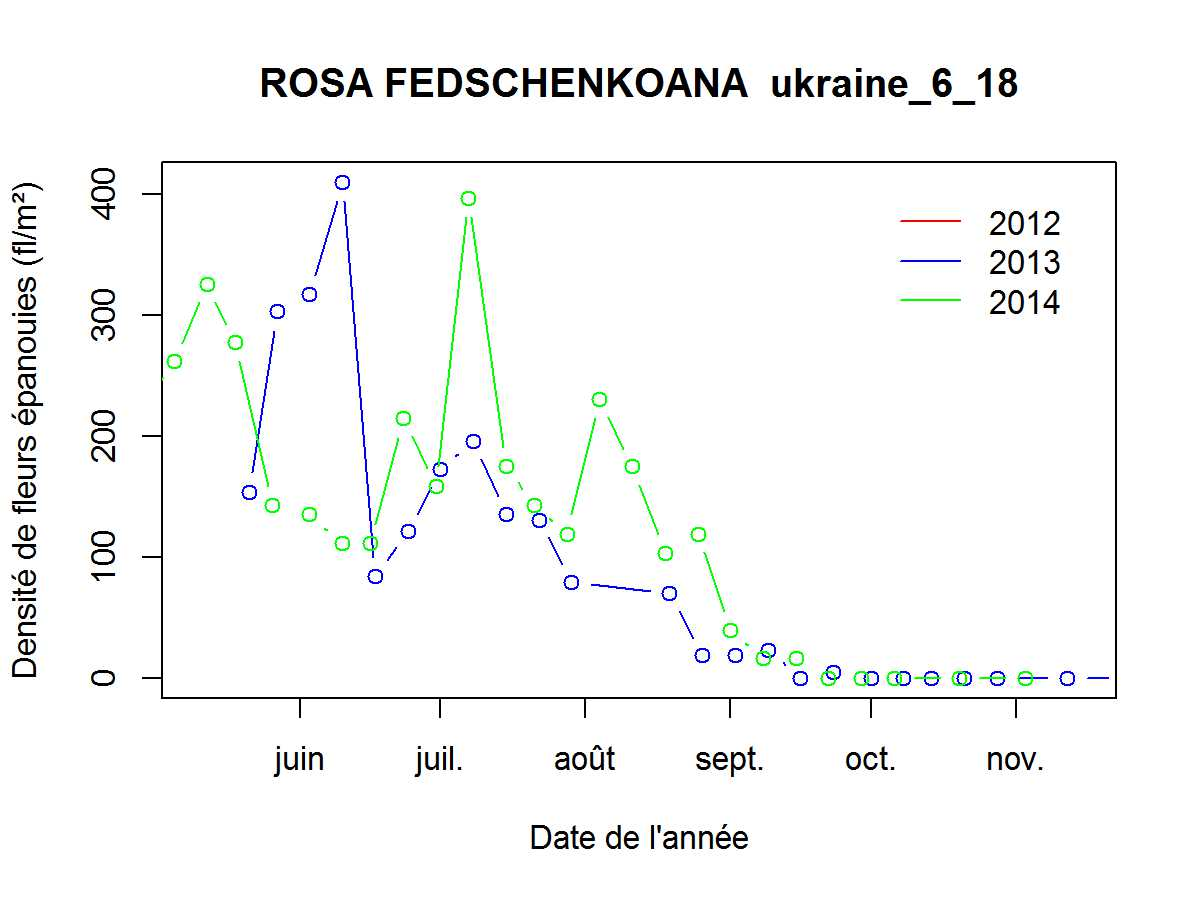 ROSA FEDSCHENKOANA  ukraine_6_18
Densité de fleurs épanouies (fl/m²)
400
300
200
100
0
2012
2013
2014
juin
juil.
août
sept.
oct.
nov.
Date de l'année